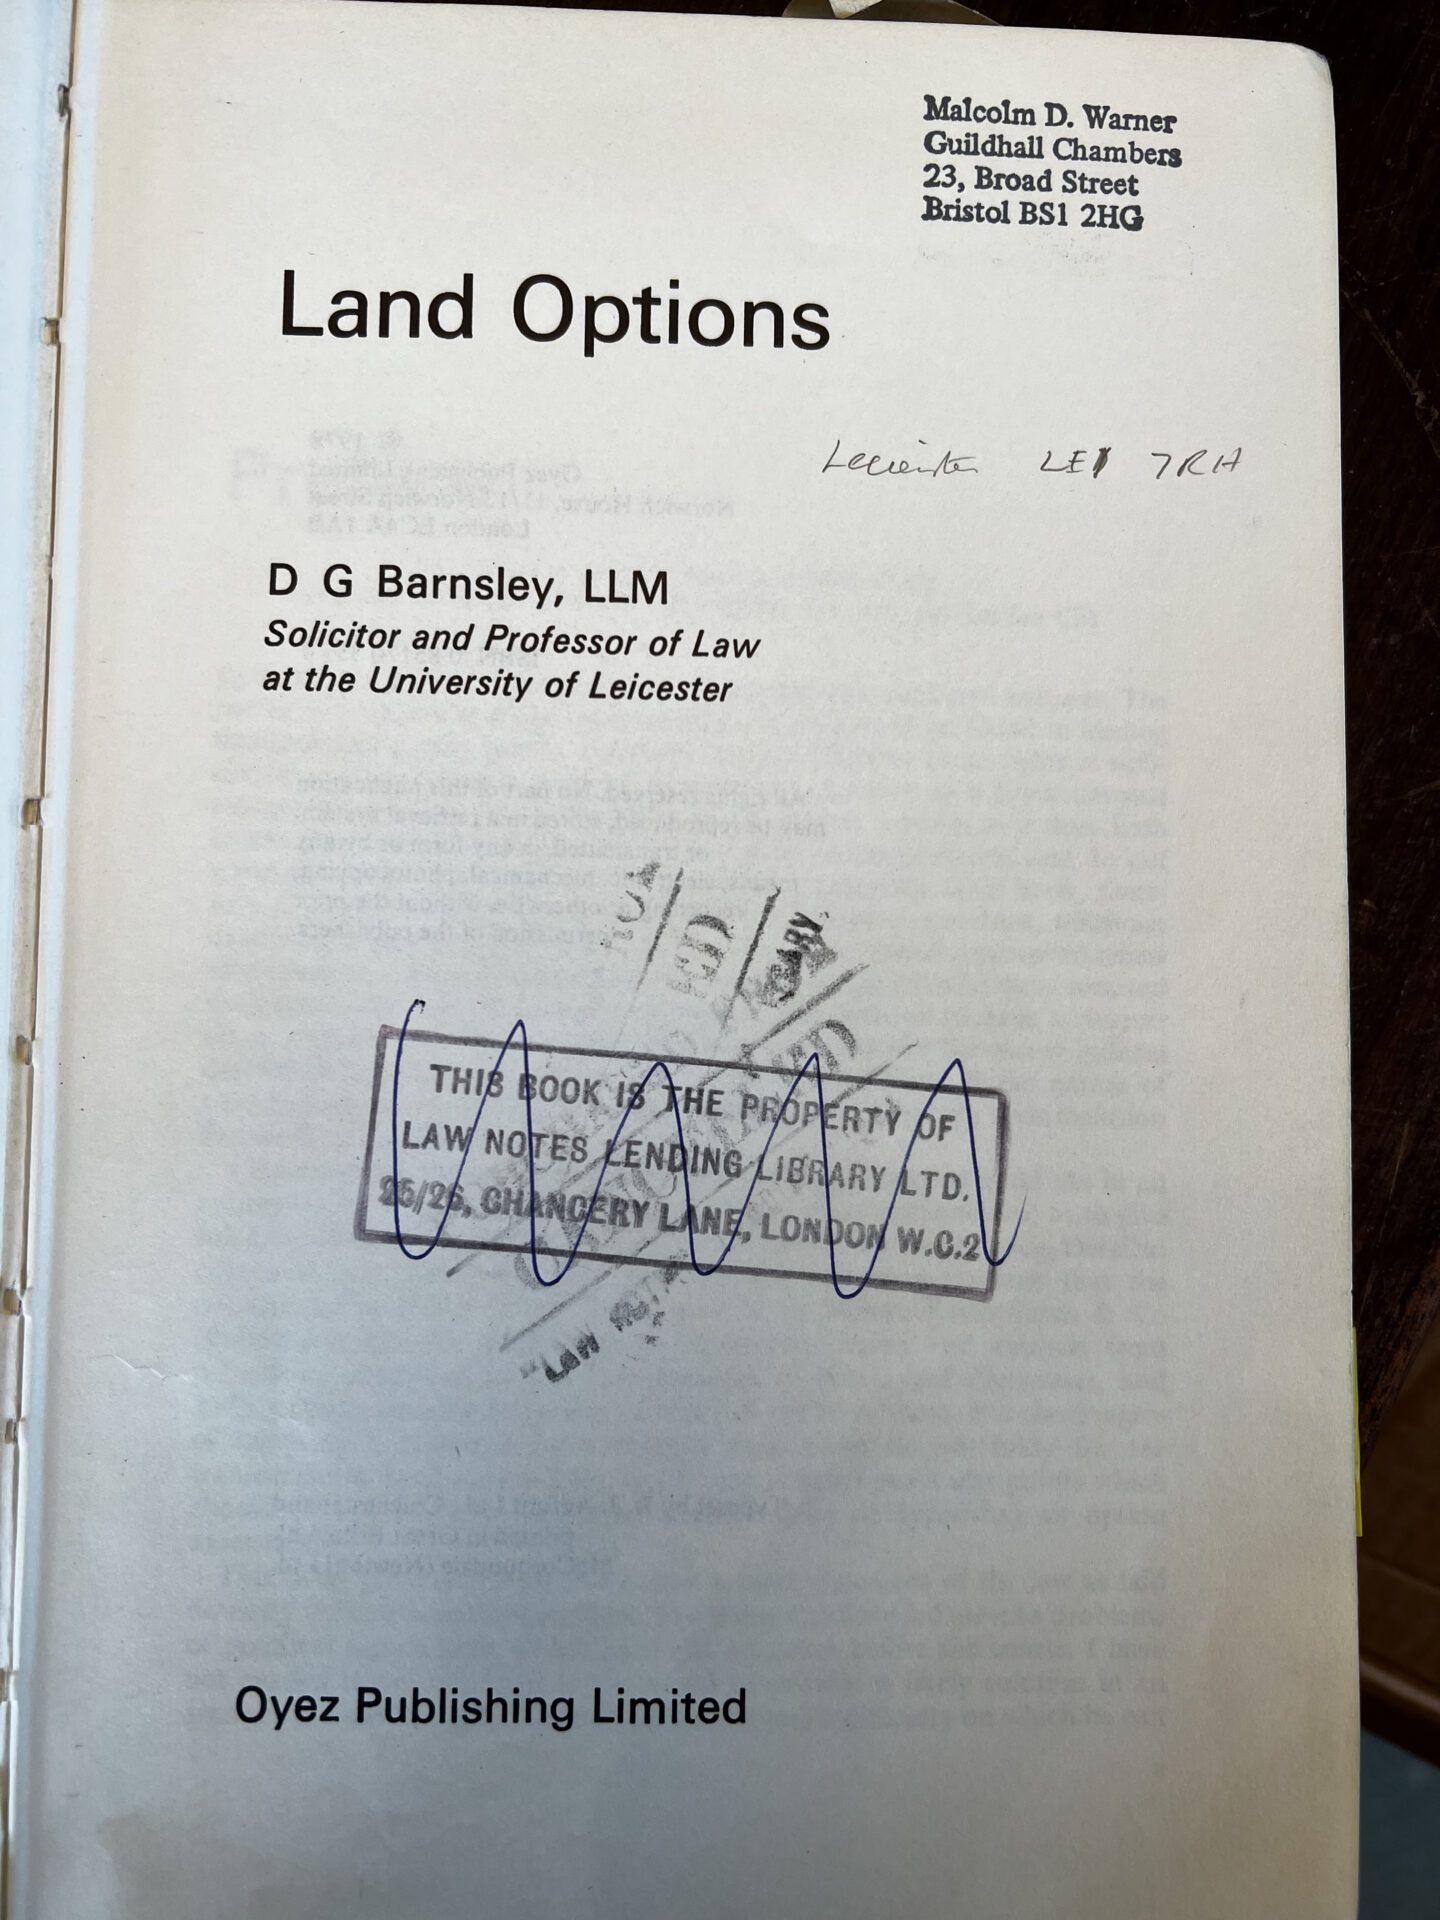 Malcolm D. Warner
Guildhall Chambers
23, Broad Street
Bristol BS1 2HG
Land Options
Leicester LE1 7RH
D G Barnsley, LLM
Solicitor and Professor of Law
at the University of Leicester
THIS BOOK IS THE PROPERTY OF
LAW NOTES LENDING LIBRARY LTD.
25/26, CHANCERY LANE, LONDON W.C.2
LAW
Oyez Publishing Limited